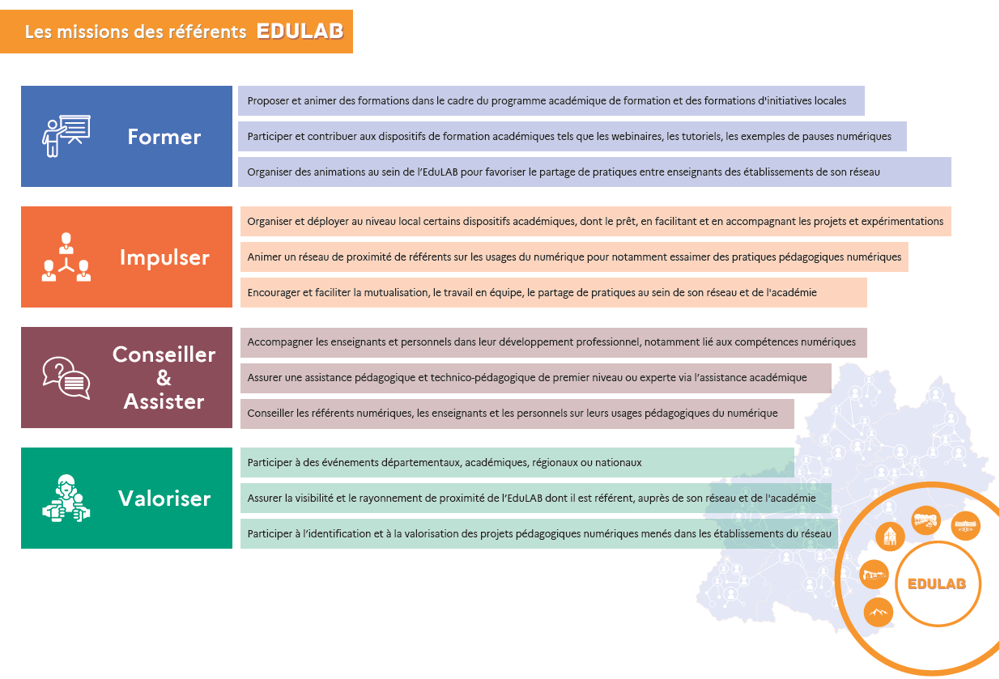 Les missions des référents EDULAB
Former
Proposer et animer des formations dans le cadre du programme académique de formation et des formations d'initiatives locales
Participer et contribuer aux dispositifs de formation académiques tels que les webinaires, les tutoriels, les exemples de pauses numériques
Organiser des animations au sein de l’EduLAB pour favoriser le partage de pratiques entre enseignants des établissements de son réseau
Impulser
Organiser et déployer au niveau local certains dispositifs académiques, dont le prêt, en facilitant et en accompagnant les projets et expérimentations
Animer un réseau de proximité de référents sur les usages du numérique pour notamment essaimer des pratiques pédagogiques numériques
Encourager et faciliter la mutualisation, le travail en équipe, le partage de pratiques au sein de son réseau et de l'académie
Conseiller
&
Assister
Accompagner les enseignants et personnels dans leur développement professionnel, notamment lié aux compétences numériques
Assurer une assistance pédagogique et technico-pédagogique de premier niveau ou experte via l’assistance académique
Conseiller les référents numériques, les enseignants et les personnels sur leurs usages pédagogiques du numérique
Valoriser
Participer à des événements départementaux, académiques, régionaux ou nationaux
Assurer la visibilité et le rayonnement de proximité de l’EduLAB dont il est référent, auprès de son réseau et de l'académie
Participer à l’identification et à la valorisation des projets pédagogiques numériques menés dans les établissements du réseau
EDULAB